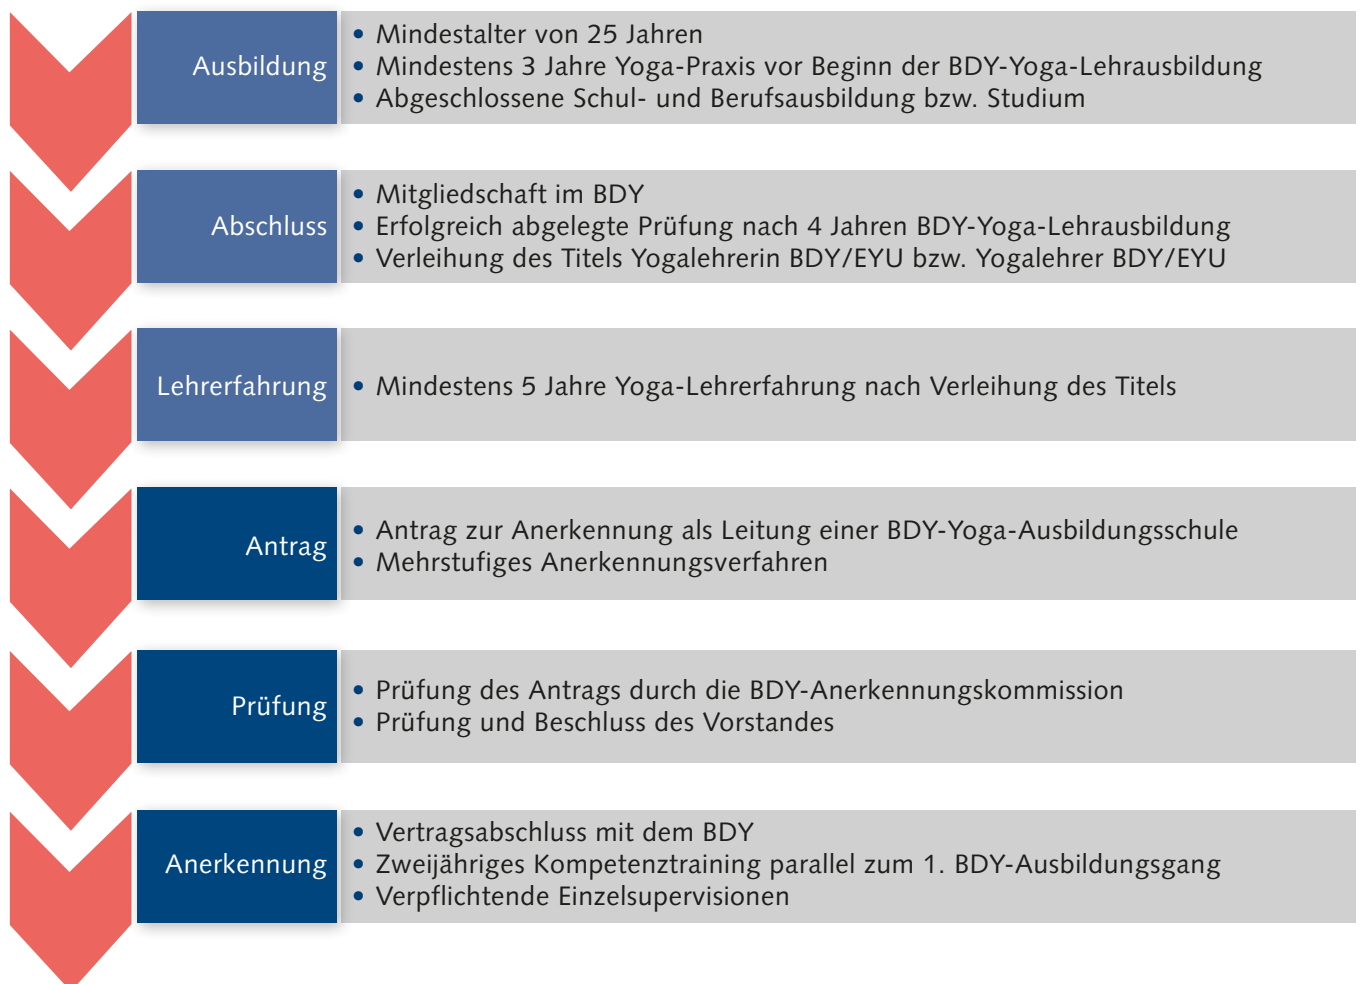 Ausbildung
• Mindestalter von 25 Jahren
• Mindestens 3 Jahre Yoga-Praxis vor Beginn der BDY-Yoga-Lehrausbildung
• Abgeschlossene Schul- und Berufsausbildung bzw. Studium
Abschluss
• Mitgliedschaft im BDY
• Erfolgreich abgelegte Prüfung nach 4 Jahren BDY-Yoga-Lehrausbildung
• Verleihung des Titels Yogalehrerin BDY/EYU bzw. Yogalehrer BDY/EYU
Lehrerfahrung
• Mindestens 5 Jahre Yoga-Lehrerfahrung nach Verleihung des Titels
Antrag
• Antrag zur Anerkennung als Leitung einer BDY-Yoga-Ausbildungsschule
• Mehrstufiges Anerkennungsverfahren
Prüfung
• Prüfung des Antrags durch die BDY-Anerkennungskommission
• Prüfung und Beschluss des Vorstandes
Anerkennung
• Vertragsabschluss mit dem BDY
• Zweijähriges Kompetenztraining parallel zum 1. BDY-Ausbildungsgang
• Verpflichtende Einzelsupervisionen